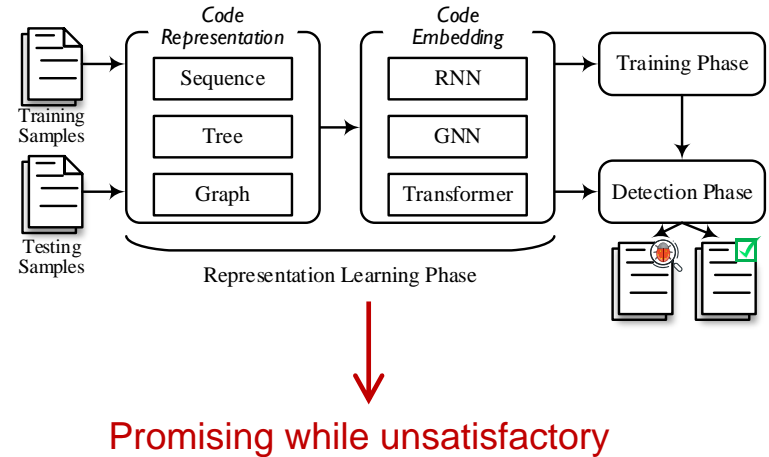 Code
Representation
Sequence
Tree
Graph
Code
Embedding
RNN
GNN
Transformer
Training Phase
Detection Phase
Training
Samples
Testing
Samples
Representation Learning Phase
Promising while unsatisfactory